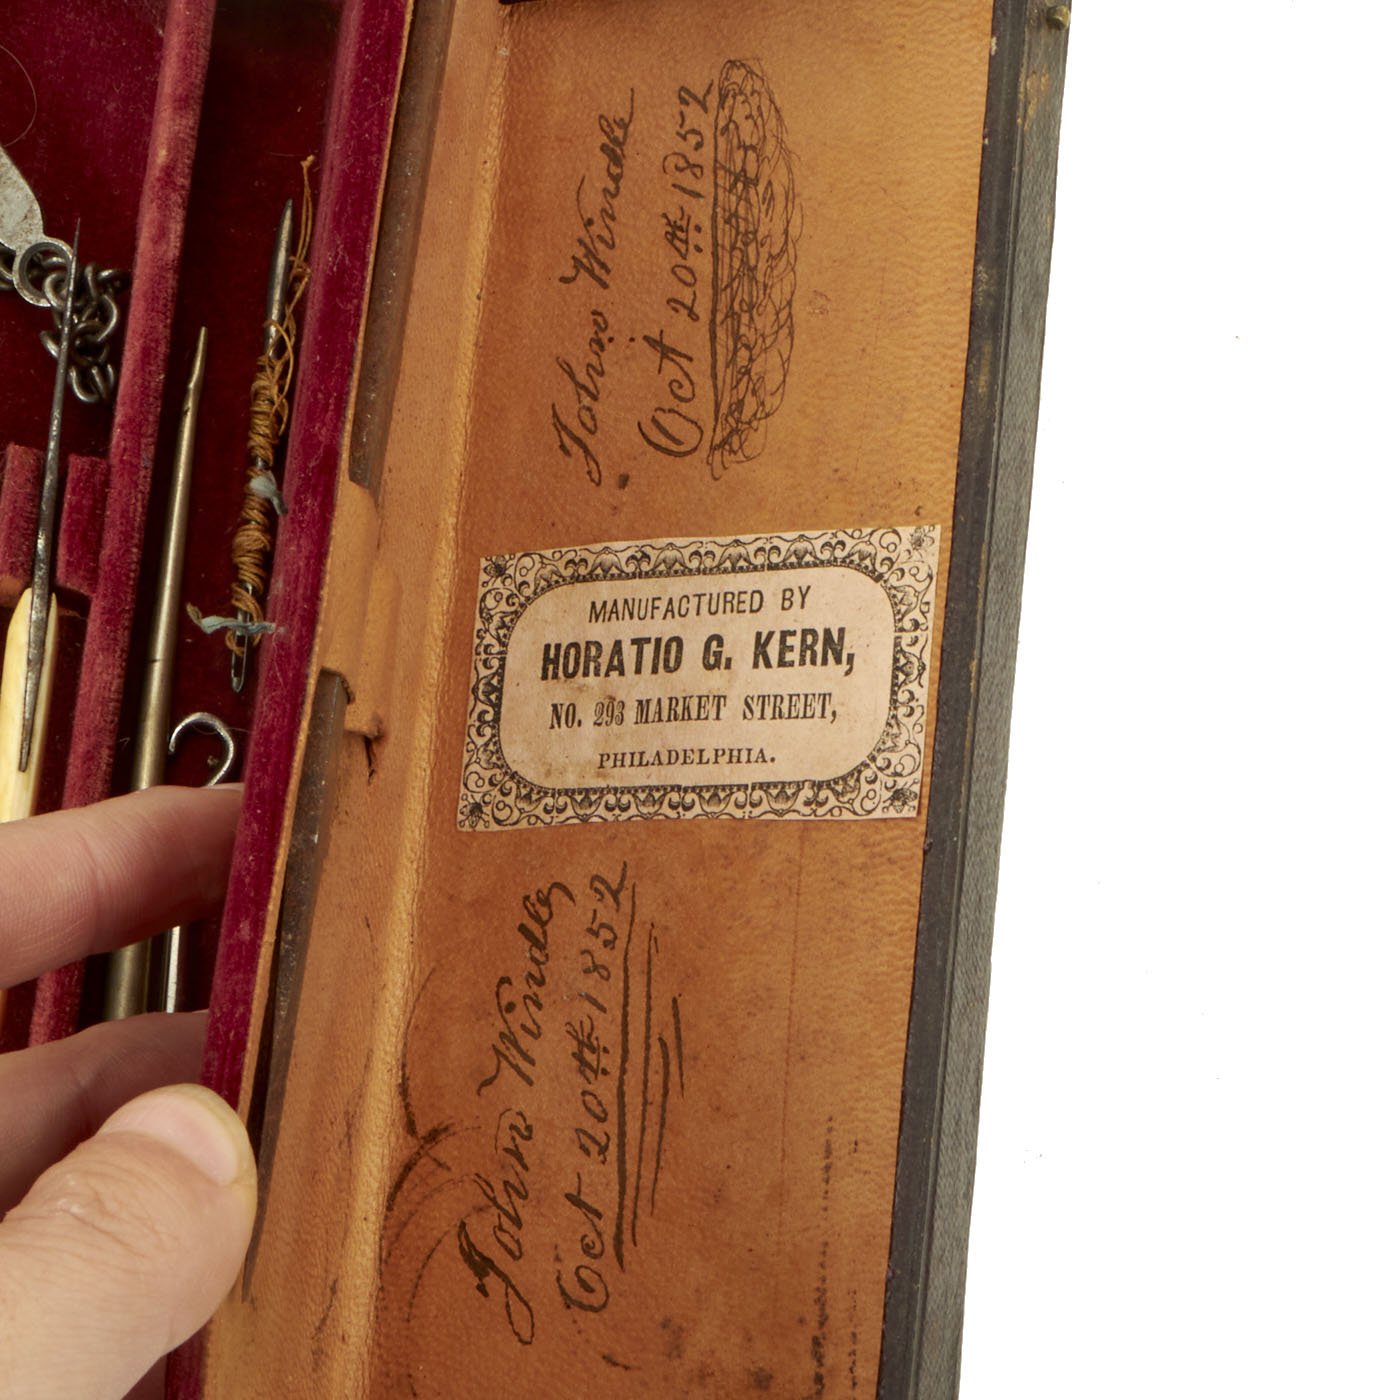 John Windle
Oct 20th 1852
MANUFACTURED BY
HORATIO G. KERN,
NO. 293 MARKET STREET,
PHILADELPHIA.
John Windle
Oct 20th 1852